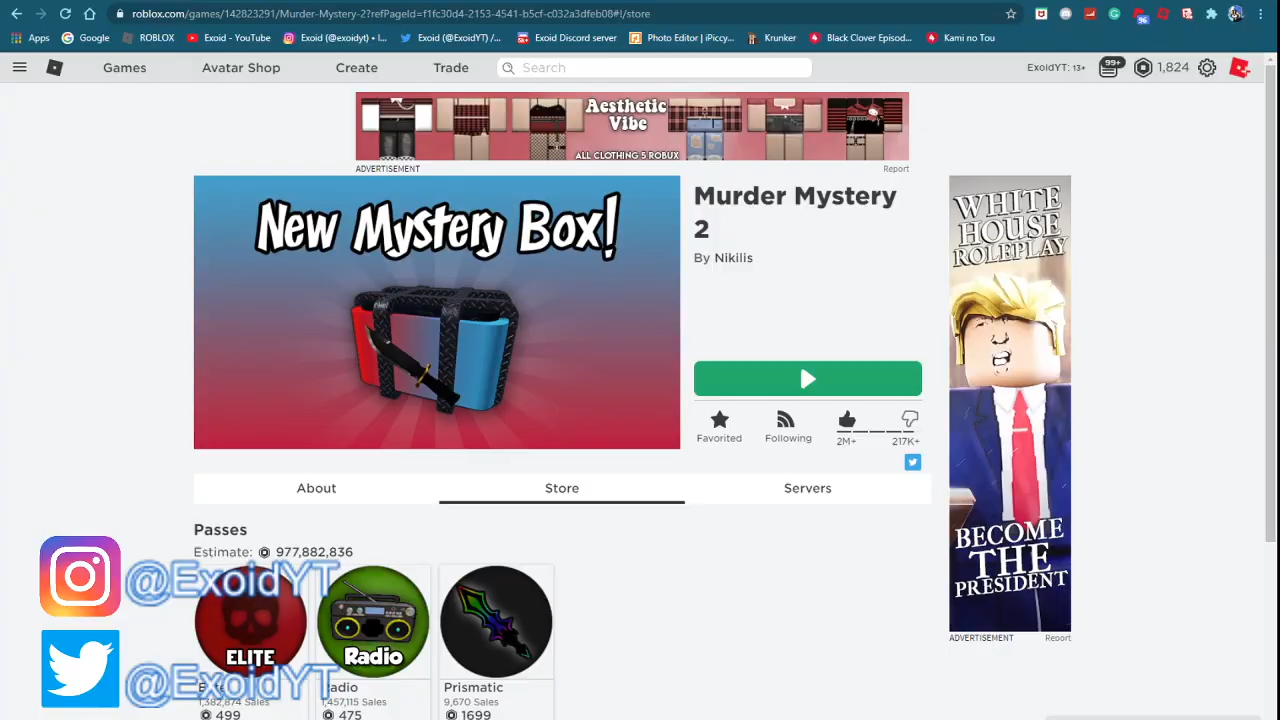 roblox.com/games/142823291/Murder-Mystery-2?refPageId=f1fc30d4-2153-4541-b5cf-c032a3dfeb08#!/store
Apps
Google
ROBLOX
Exoid - YouTube
Exoid (@exoidyt) • I...
Exoid (@ExoidYT) /...
Exoid Discord server
Photo Editor | iPiccy...
Krunker
Black Clover Episod...
Kami no Tou
Games
Avatar Shop
Create
Trade
Search
ExoidYT: 13+
99+
1,824
Aesthetic
Vibe
ALL CLOTHING 5 ROBUX
ADVERTISEMENT
Report
New Mystery Box!
Murder Mystery
2
By Nikilis
Favorited
Following
2M+
217K+
WHITE
HOUSE
ROLEPLAY
BECOME
THE
PRESIDENT
ADVERTISEMENT
Report
About
Store
Servers
Passes
Estimate: 977,882,836
@ExoidYT
@ExoidYT
ELITE
Radio
Prismatic
1,382,874 Sales
1,457,115 Sales
9,670 Sales
499
475
1699